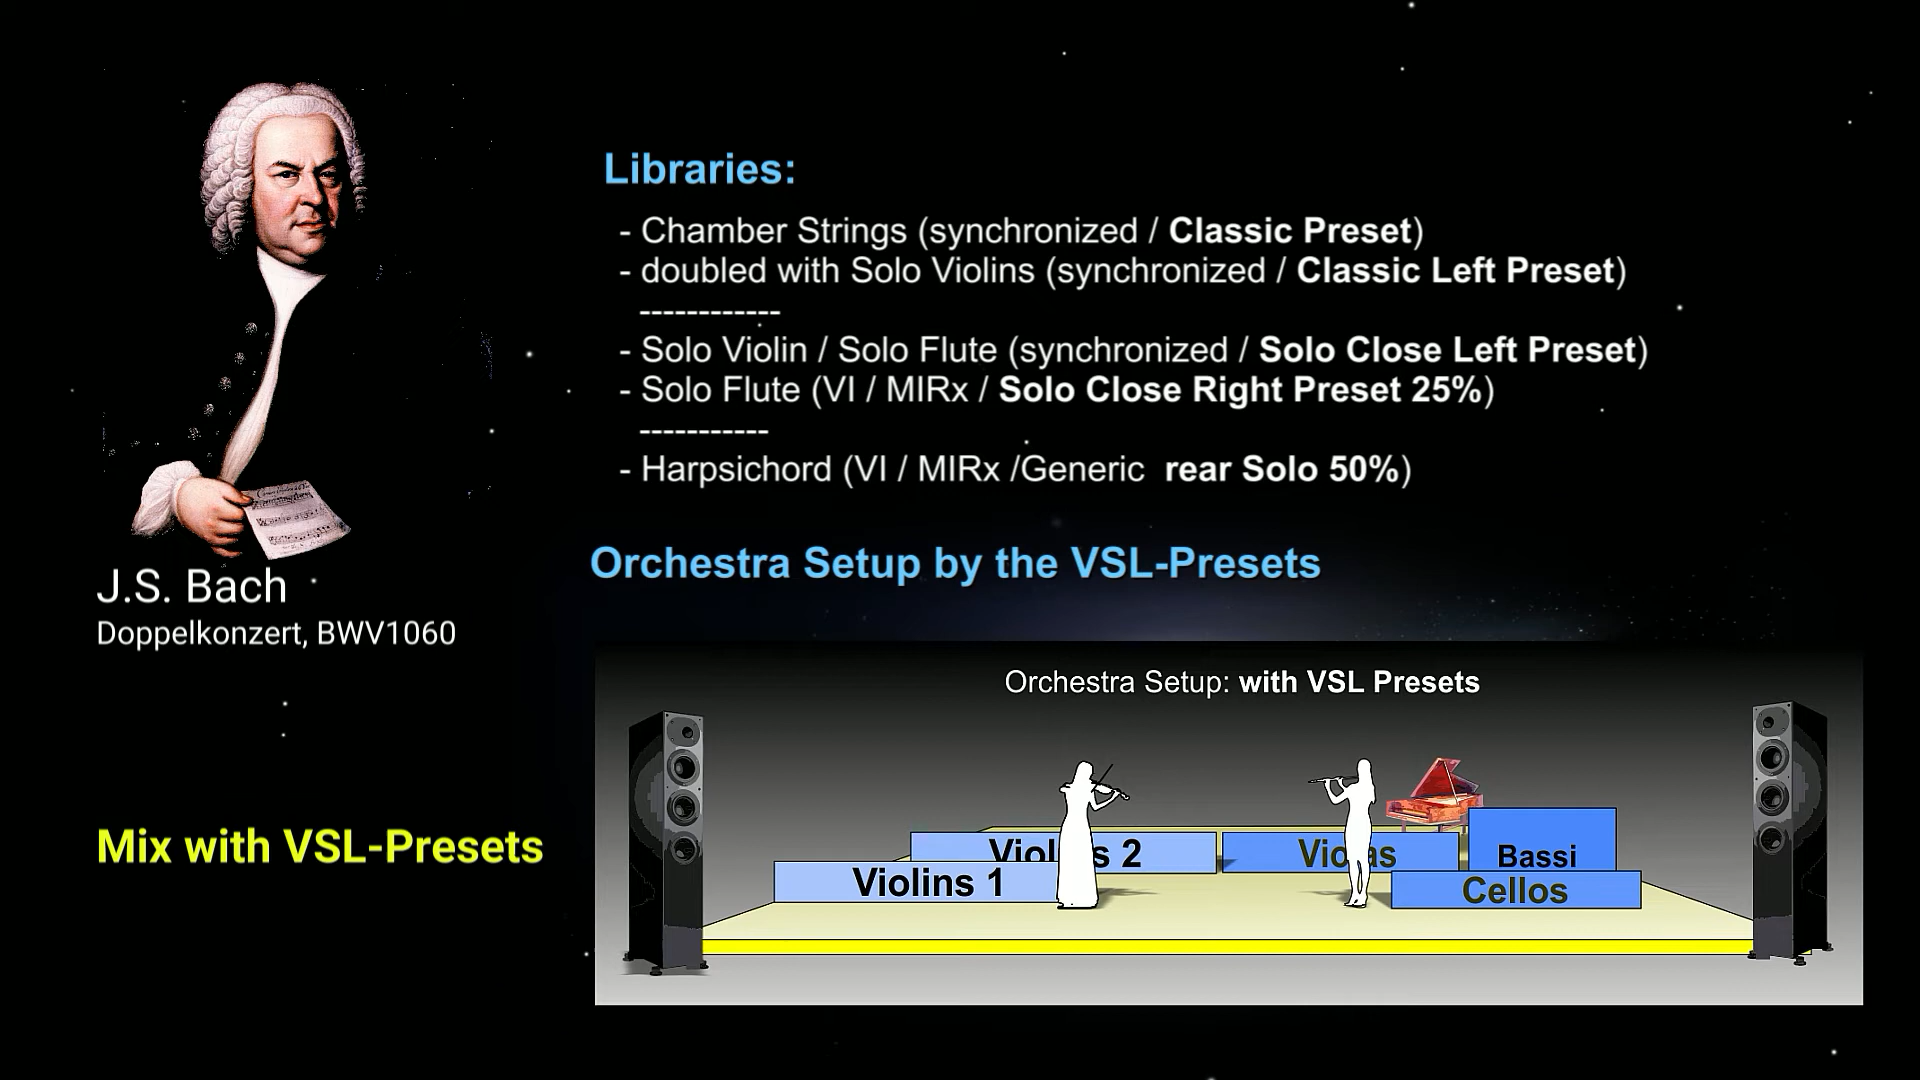 Libraries:
- Chamber Strings (synchronized / Classic Preset)
- doubled with Solo Violins (synchronized / Classic Left Preset)
------------
- Solo Violin / Solo Flute (synchronized / Solo Close Left Preset)
- Solo Flute (VI / MIRx / Solo Close Right Preset 25%)
-----------
- Harpsichord (VI / MIRx /Generic  rear Solo 50%)
J.S. Bach
Doppelkonzert, BWV1060
Mix with VSL-Presets
Orchestra Setup by the VSL-Presets
Orchestra Setup: with VSL Presets
Violins 1
2
Bassi
Cellos